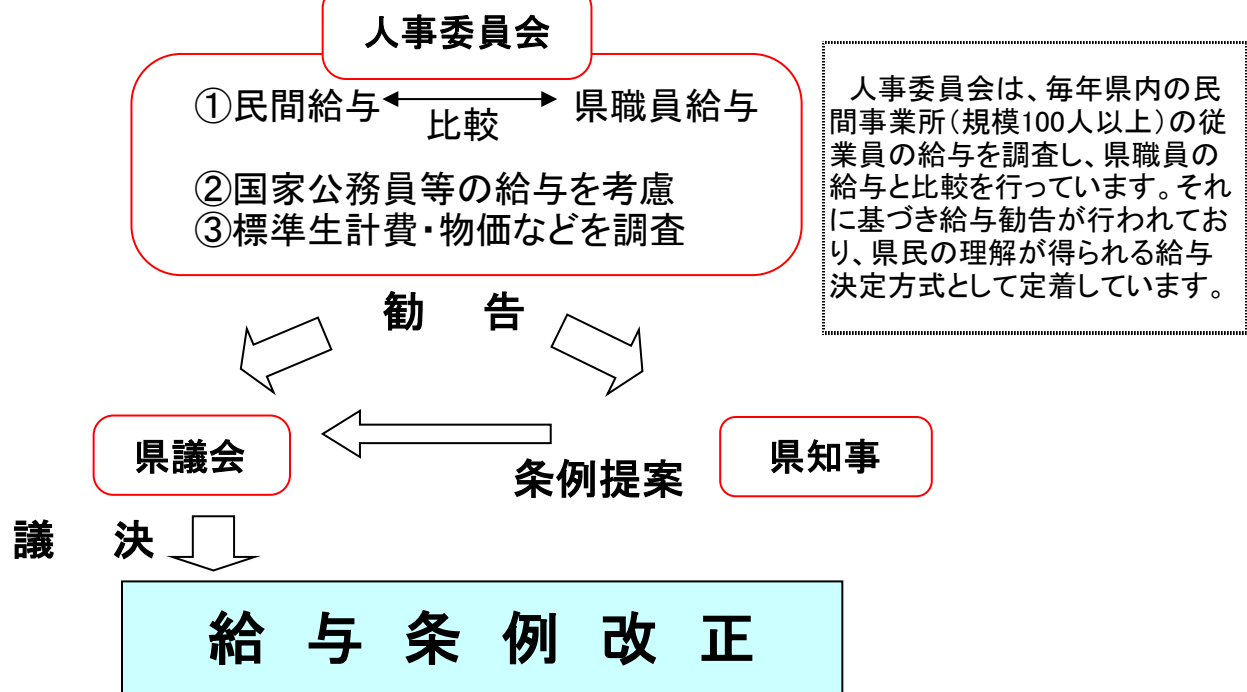 人事委員会
①民間給与
比較
県職員給与
②国家公務員等の給与を考慮
③標準生計費・物価などを調査
人事委員会は、毎年県内の民
間事業所(規模100人以上)の従
業員の給与を調査し、県職員の
給与と比較を行っています。それ
に基づき給与勧告が行われてお
り、県民の理解が得られる給与
決定方式として定着しています。
勧 告
県議会
条例提案
県知事
議 決
給 与 条 例 改 正